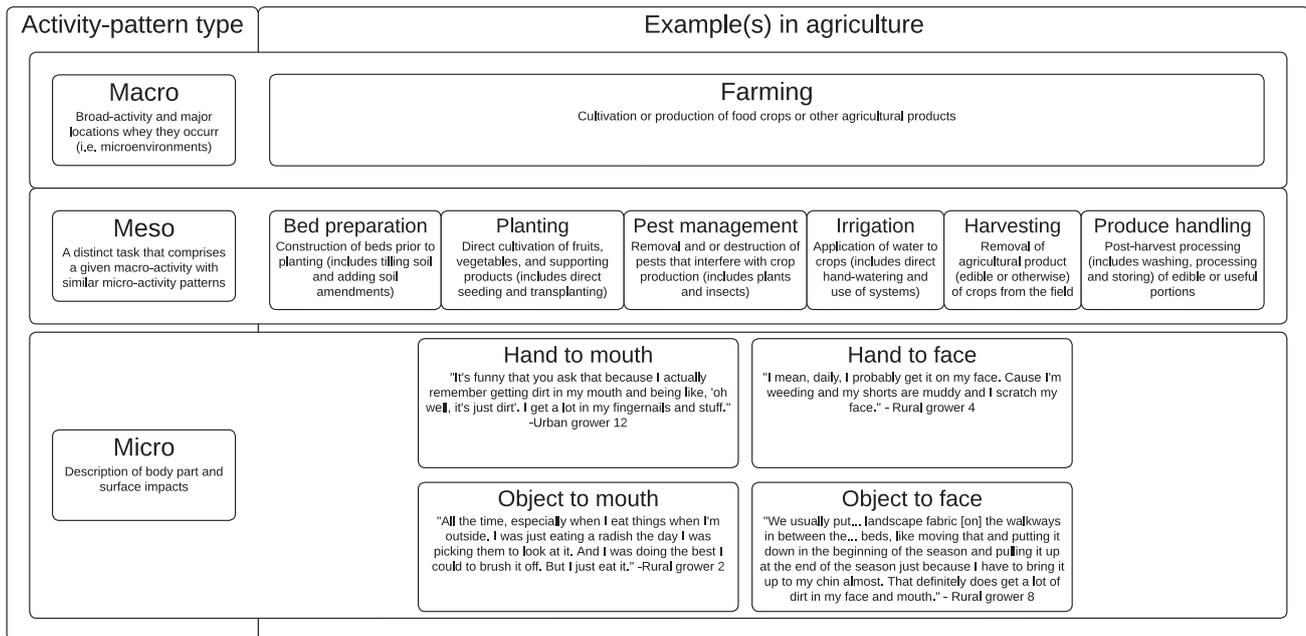 Activity-pattern type
Example(s) in agriculture
Macro
Broad-activity and major
locations whey they occurr
(i.e. microenvironments)
Farming
Cultivation or production of food crops or other agricultural products
Meso
A distinct task that comprises
a given macro-activity with
similar micro-activity patterns
Bed preparation
Construction of beds prior to
planting (includes tilling soil
and adding soil
amendments)
Planting
Direct cultivation of fruits,
vegetables, and supporting
products (includes direct
seeding and transplanting)
Pest management
Removal and or destruction of
pests that interfere with crop
production (includes plants
and insects)
Irrigation
Application of water to
crops (includes direct
hand-watering and
use of systems)
Harvesting
Removal of
agricultural product
(edible or otherwise)
of crops from the field
Produce handling
Post-harvest processing
(includes washing, processing
and storing) of edible or useful
portions
Micro
Description of body part and
surface impacts
Hand to mouth
"It's funny that you ask that because I actually
remember getting dirt in my mouth and being like, 'oh
well, it's just dirt'. I get a lot in my fingernails and stuff."
-Urban grower 12
Hand to face
"I mean, daily, I probably get it on my face. Cause I'm
weeding and my shorts are muddy and I scratch my
face." - Rural grower 4
Object to mouth
"All the time, especially when I eat things when I'm
outside. I was just eating a radish the day I was
picking them to look at it. And I was doing the best I
could to brush it off. But I just eat it." -Rural grower 2
Object to face
"We usually put... landscape fabric [on] the walkways
in between the... beds, like moving that and putting it
down in the beginning of the season and pulling it up
at the end of the season just because I have to bring it
up to my chin almost. That definitely does get a lot of
dirt in my face and mouth." - Rural grower 8